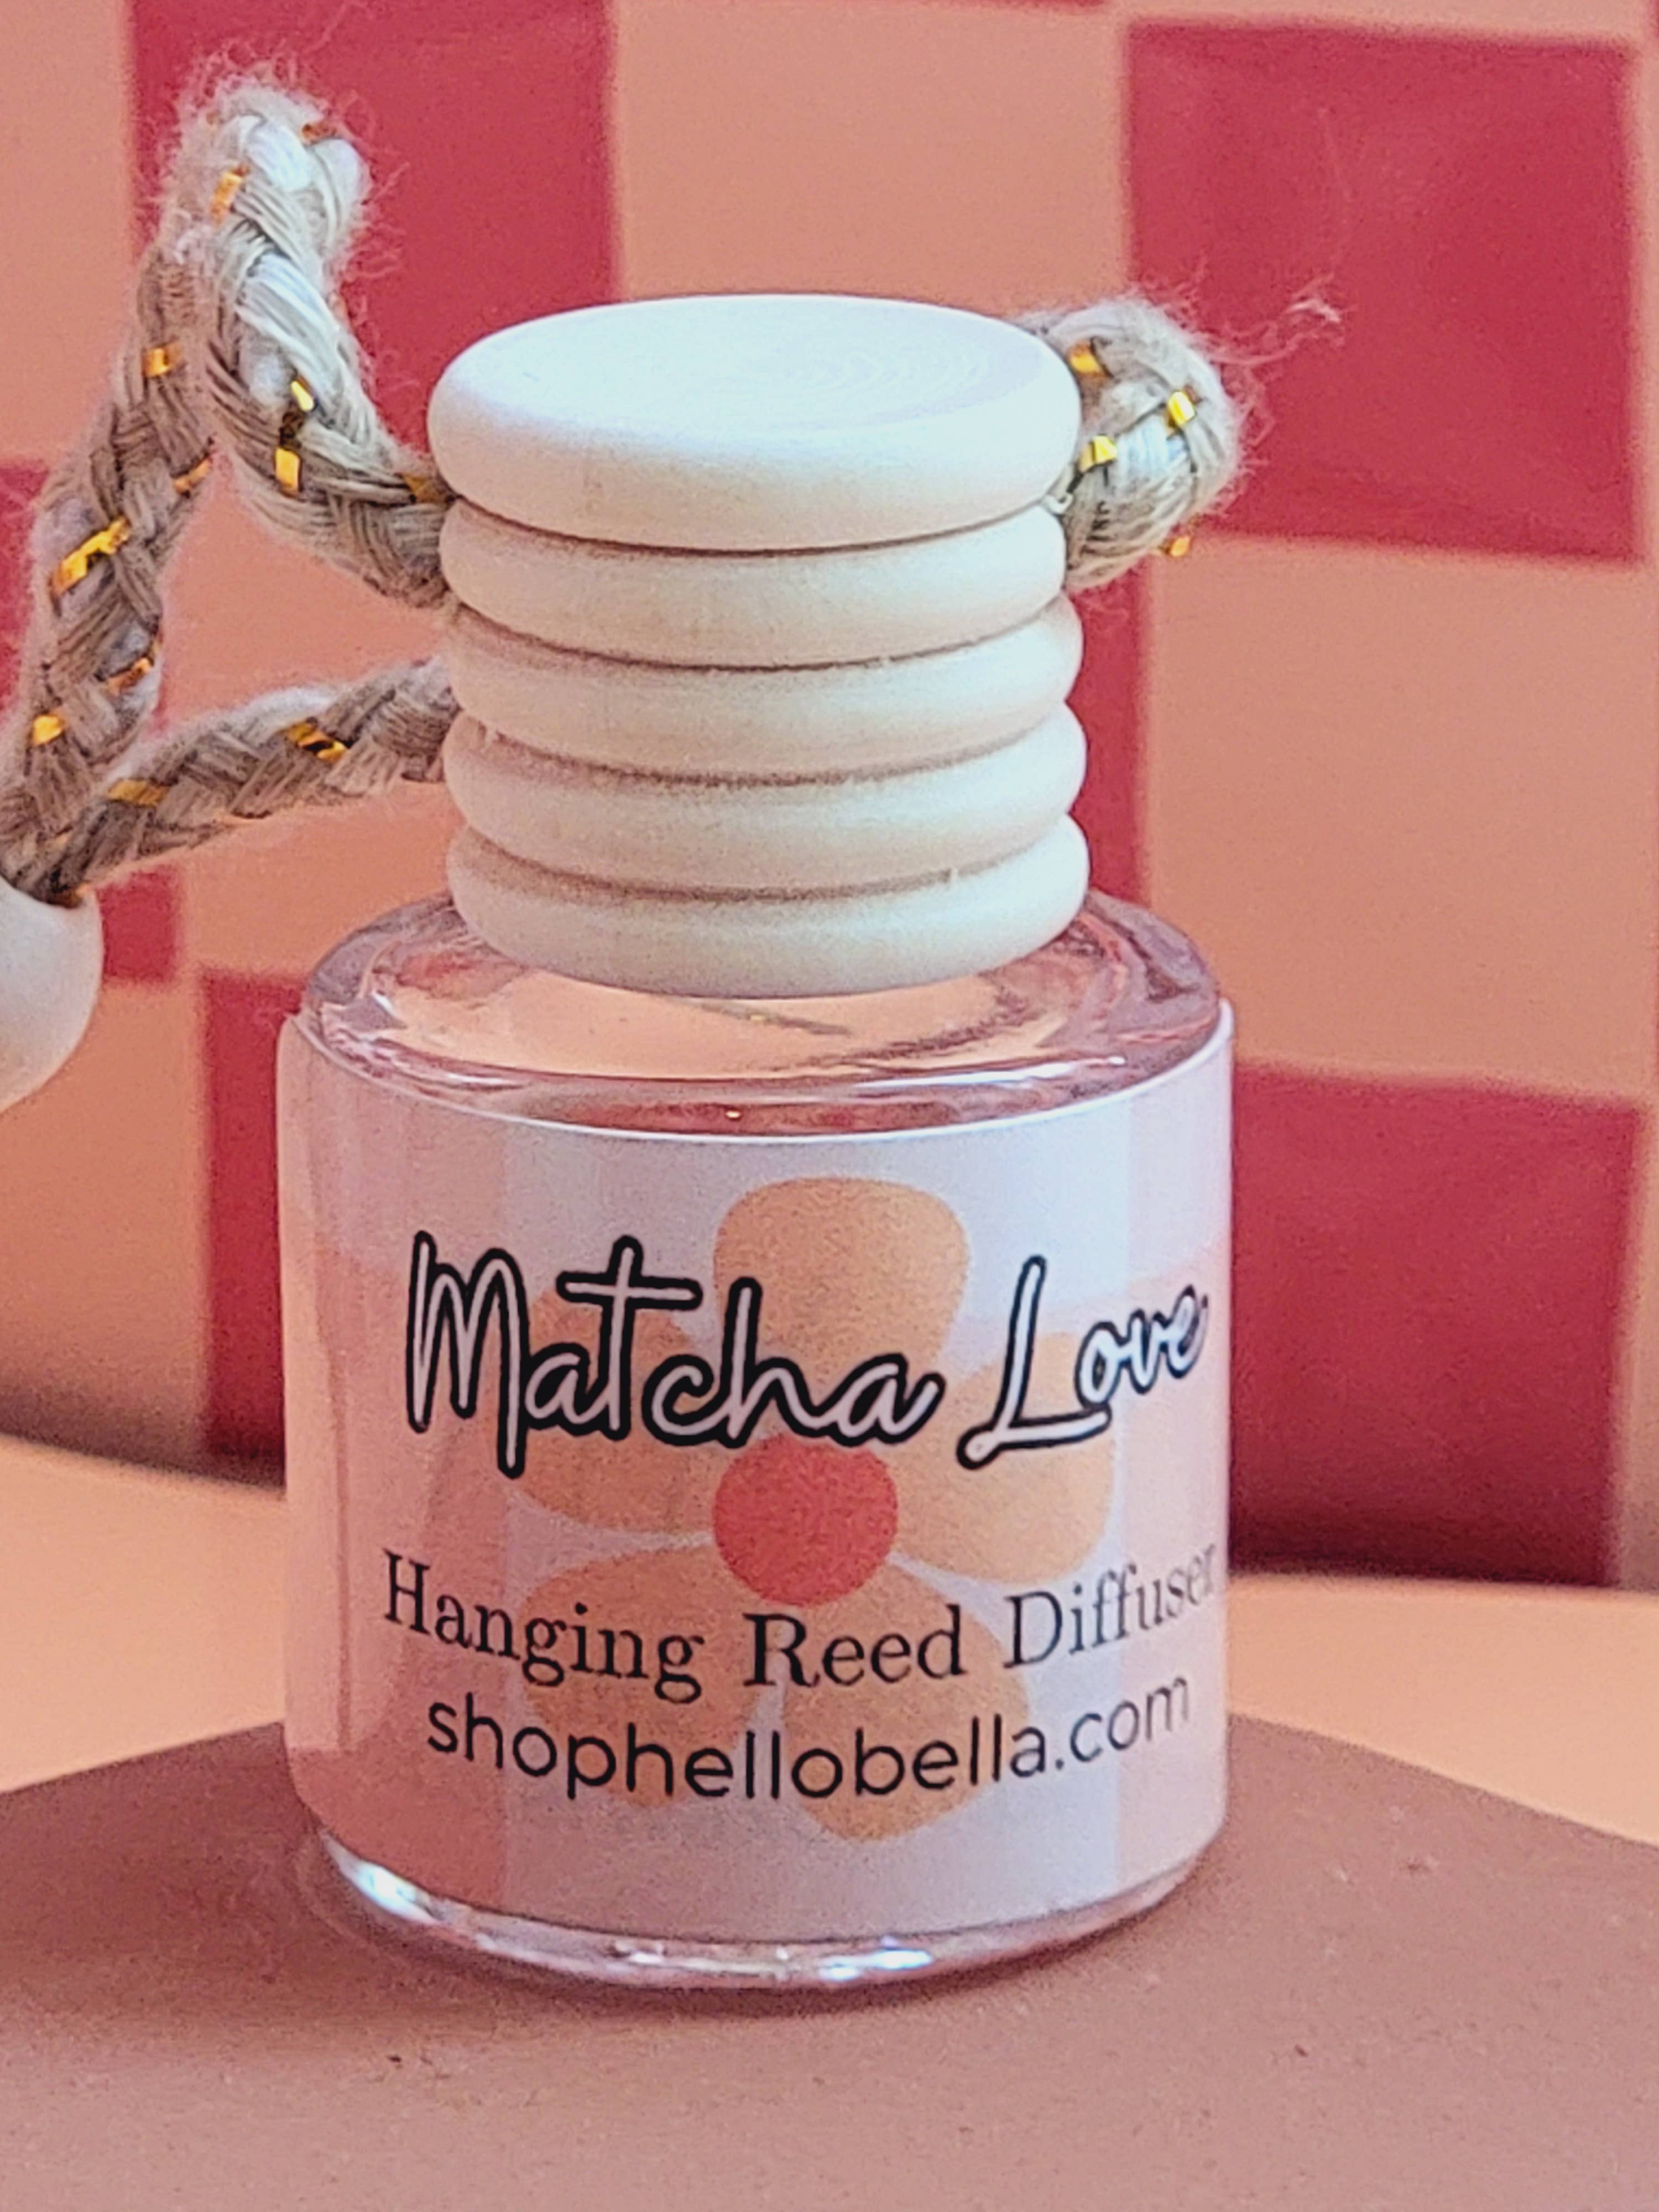 Matcha Love
Hanging Reed Diffuser
shophellobella.com